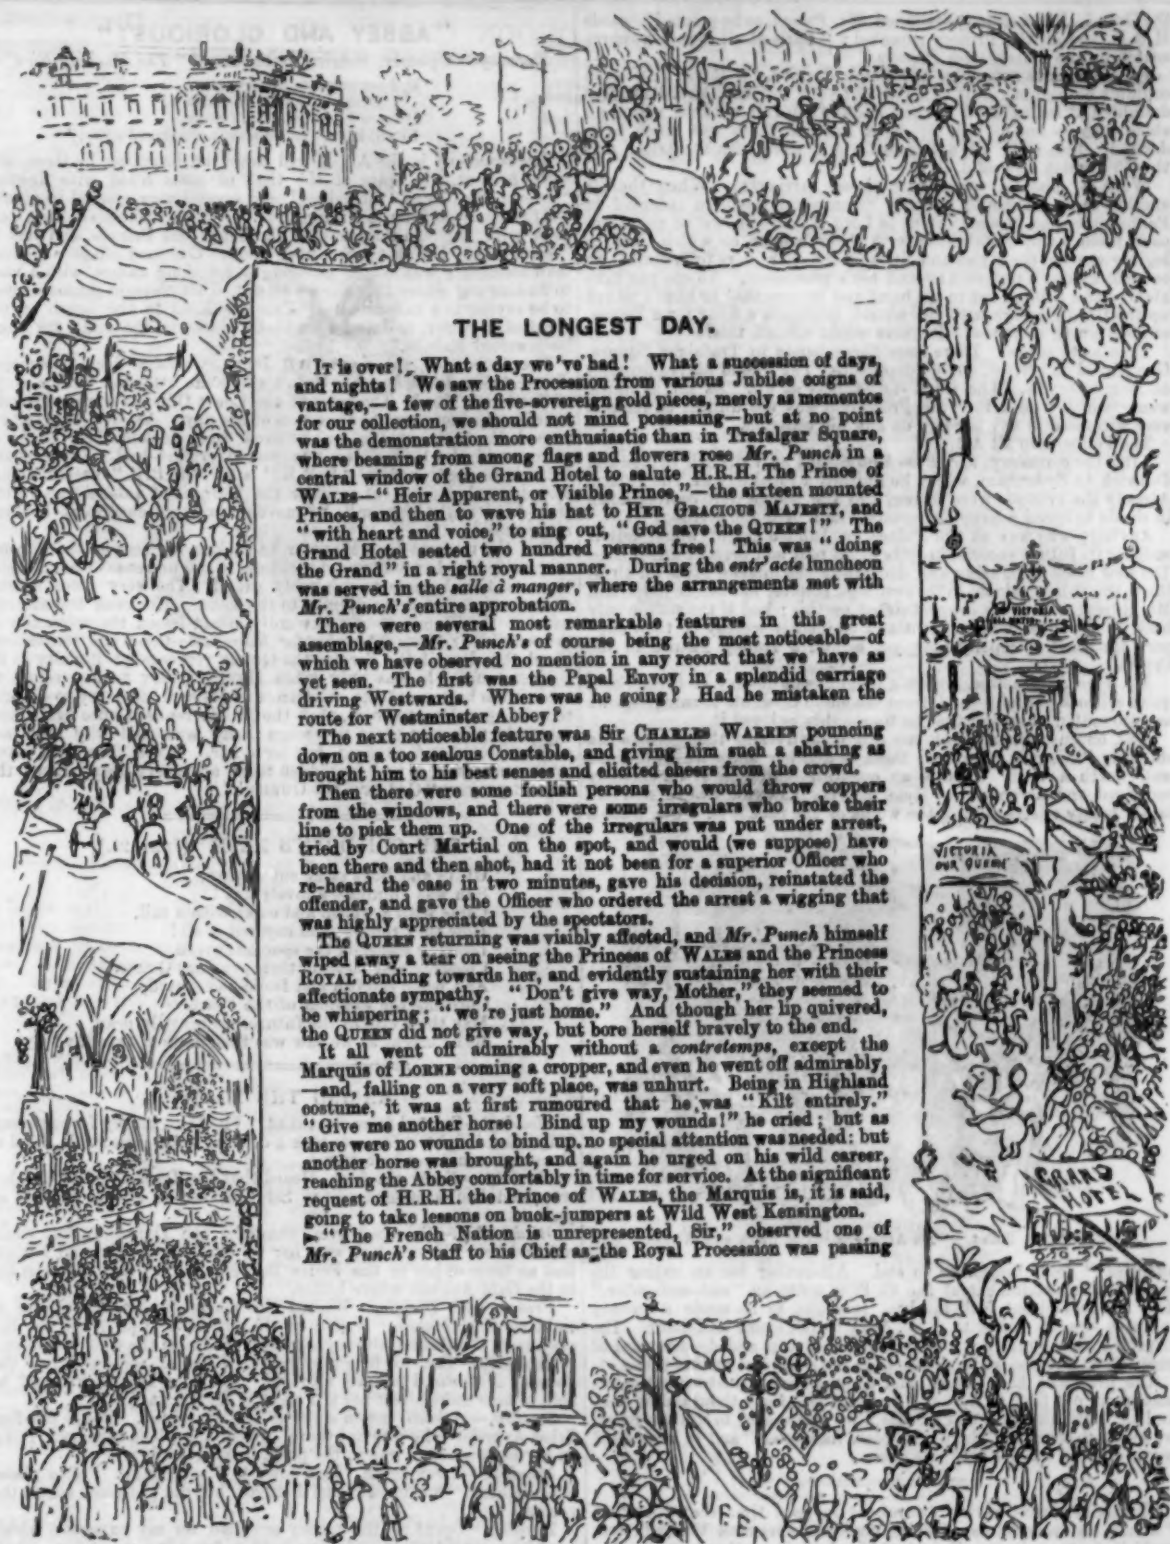 THE LONGEST DAY.
IT is over! What a day we've had! What a succession of days,
and nights! We saw the Procession from various Jubilee coigns of
vantage,—a few of the five-sovereign gold pieces, merely as mementos
for our collection, we should not mind possessing—but at no point
was the demonstration more enthusiastic than in Trafalgar Square,
where beaming from among flags and flowers rose Mr. Punch in a
central window of the Grand Hotel to salute H.R.H. The Prince of
WALES—"Heir Apparent, or Visible Prince,"—the sixteen mounted
Princes, and then to wave his hat to HER GRACIOUS MAJESTY, and
"with heart and voice," to sing out, "God save the QUEEN!" The
Grand Hotel seated two hundred persons free! This was "doing
the Grand" in a right royal manner. During the entr'acte luncheon
was served in the salle à manger, where the arrangements met with
Mr. Punch's entire approbation.
There were several most remarkable features in this great
assemblage,—Mr. Punch's of course being the most noticeable—of
which we have observed no mention in any record that we have as
yet seen. The first was the Papal Envoy in a splendid carriage
driving Westwards. Where was he going? Had he mistaken the
route for Westminster Abbey?
The next noticeable feature was Sir CHARLES WARREN pouncing
down on a too zealous Constable, and giving him such a shaking as
brought him to his best senses and elicited cheers from the crowd.
Then there were some foolish persons who would throw coppers
from the windows, and there were some irregulars who broke their
line to pick them up. One of the irregulars was put under arrest,
tried by Court Martial on the spot, and would (we suppose) have
been there and then shot, had it not been for a superior Officer who
re-heard the case in two minutes, gave his decision, reinstated the
offender, and gave the Officer who ordered the arrest a wigging that
was highly appreciated by the spectators.
The QUEEN returning was visibly affected, and Mr. Punch himself
wiped away a tear on seeing the Princess of WALES and the Princess
ROYAL bending towards her, and evidently sustaining her with their
affectionate sympathy. "Don't give way, Mother," they seemed to
be whispering; "we're just home." And though her lip quivered,
the QUEEN did not give way, but bore herself bravely to the end.
It all went off admirably without a contretemps, except the
Marquis of LORNE coming a cropper, and even he went off admirably,
—and, falling on a very soft place, was unhurt. Being in Highland
costume, it was at first rumoured that he was "Kilt entirely."
"Give me another horse! Bind up my wounds!" he cried; but as
there were no wounds to bind up, no special attention was needed: but
another horse was brought, and again he urged on his wild career,
reaching the Abbey comfortably in time for service. At the significant
request of H.R.H. the Prince of WALES, the Marquis is, it is said,
going to take lessons on buck-jumpers at Wild West Kensington.
"The French Nation is unrepresented, Sir," observed one of
Mr. Punch's Staff to his Chief as the Royal Procession was passing
VICTORIA
VICTORIA
OUR QUEEN
GRAND
HOTEL
QUEEN